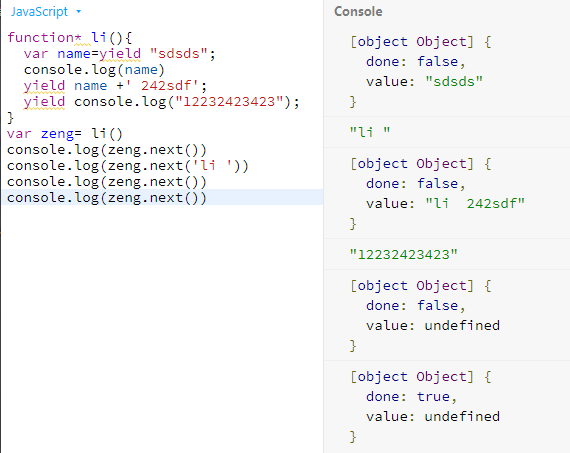 JavaScript
function* li(){
  var name=yield "sdsds";
  console.log(name)
  yield name +' 242sdf';
  yield console.log("12232423423");
}
var zeng= li()
console.log(zeng.next())
console.log(zeng.next('li '))
console.log(zeng.next())
console.log(zeng.next())
Console
[object Object] {
  done: false,
  value: "sdsds"
}
"li "
[object Object] {
  done: false,
  value: "li  242sdf"
}
"12232423423"
[object Object] {
  done: false,
  value: undefined
}
[object Object] {
  done: true,
  value: undefined
}